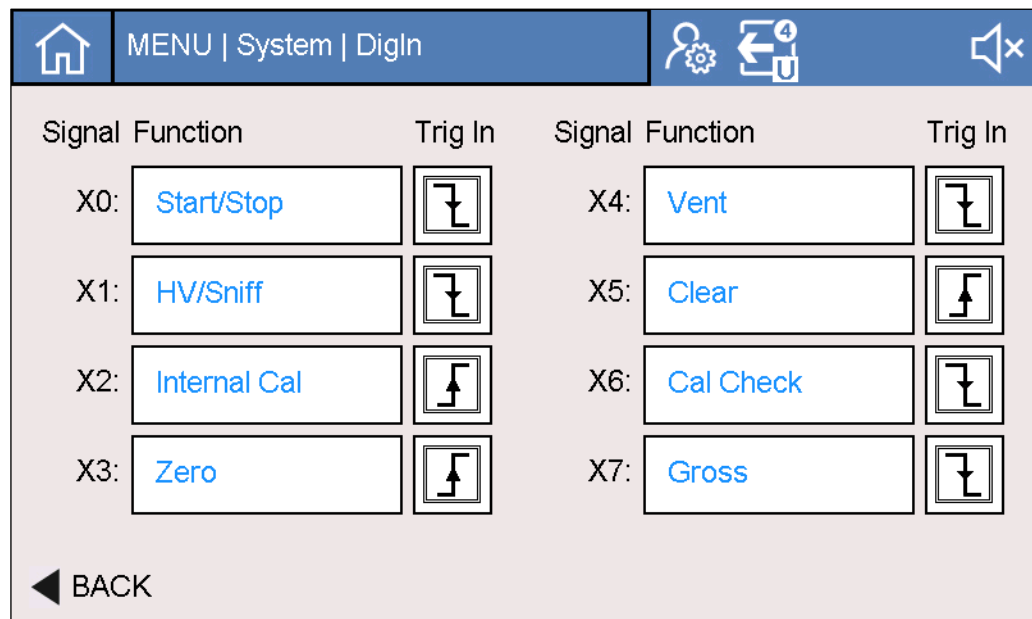 MENU | System | DigIn
4
U
Signal Function Trig In Signal Function Trig In
X0: Start/Stop X4: Vent
X1: HV/Sniff X5: Clear
X2: Internal Cal X6: Cal Check
X3: Zero X7: Gross
BACK